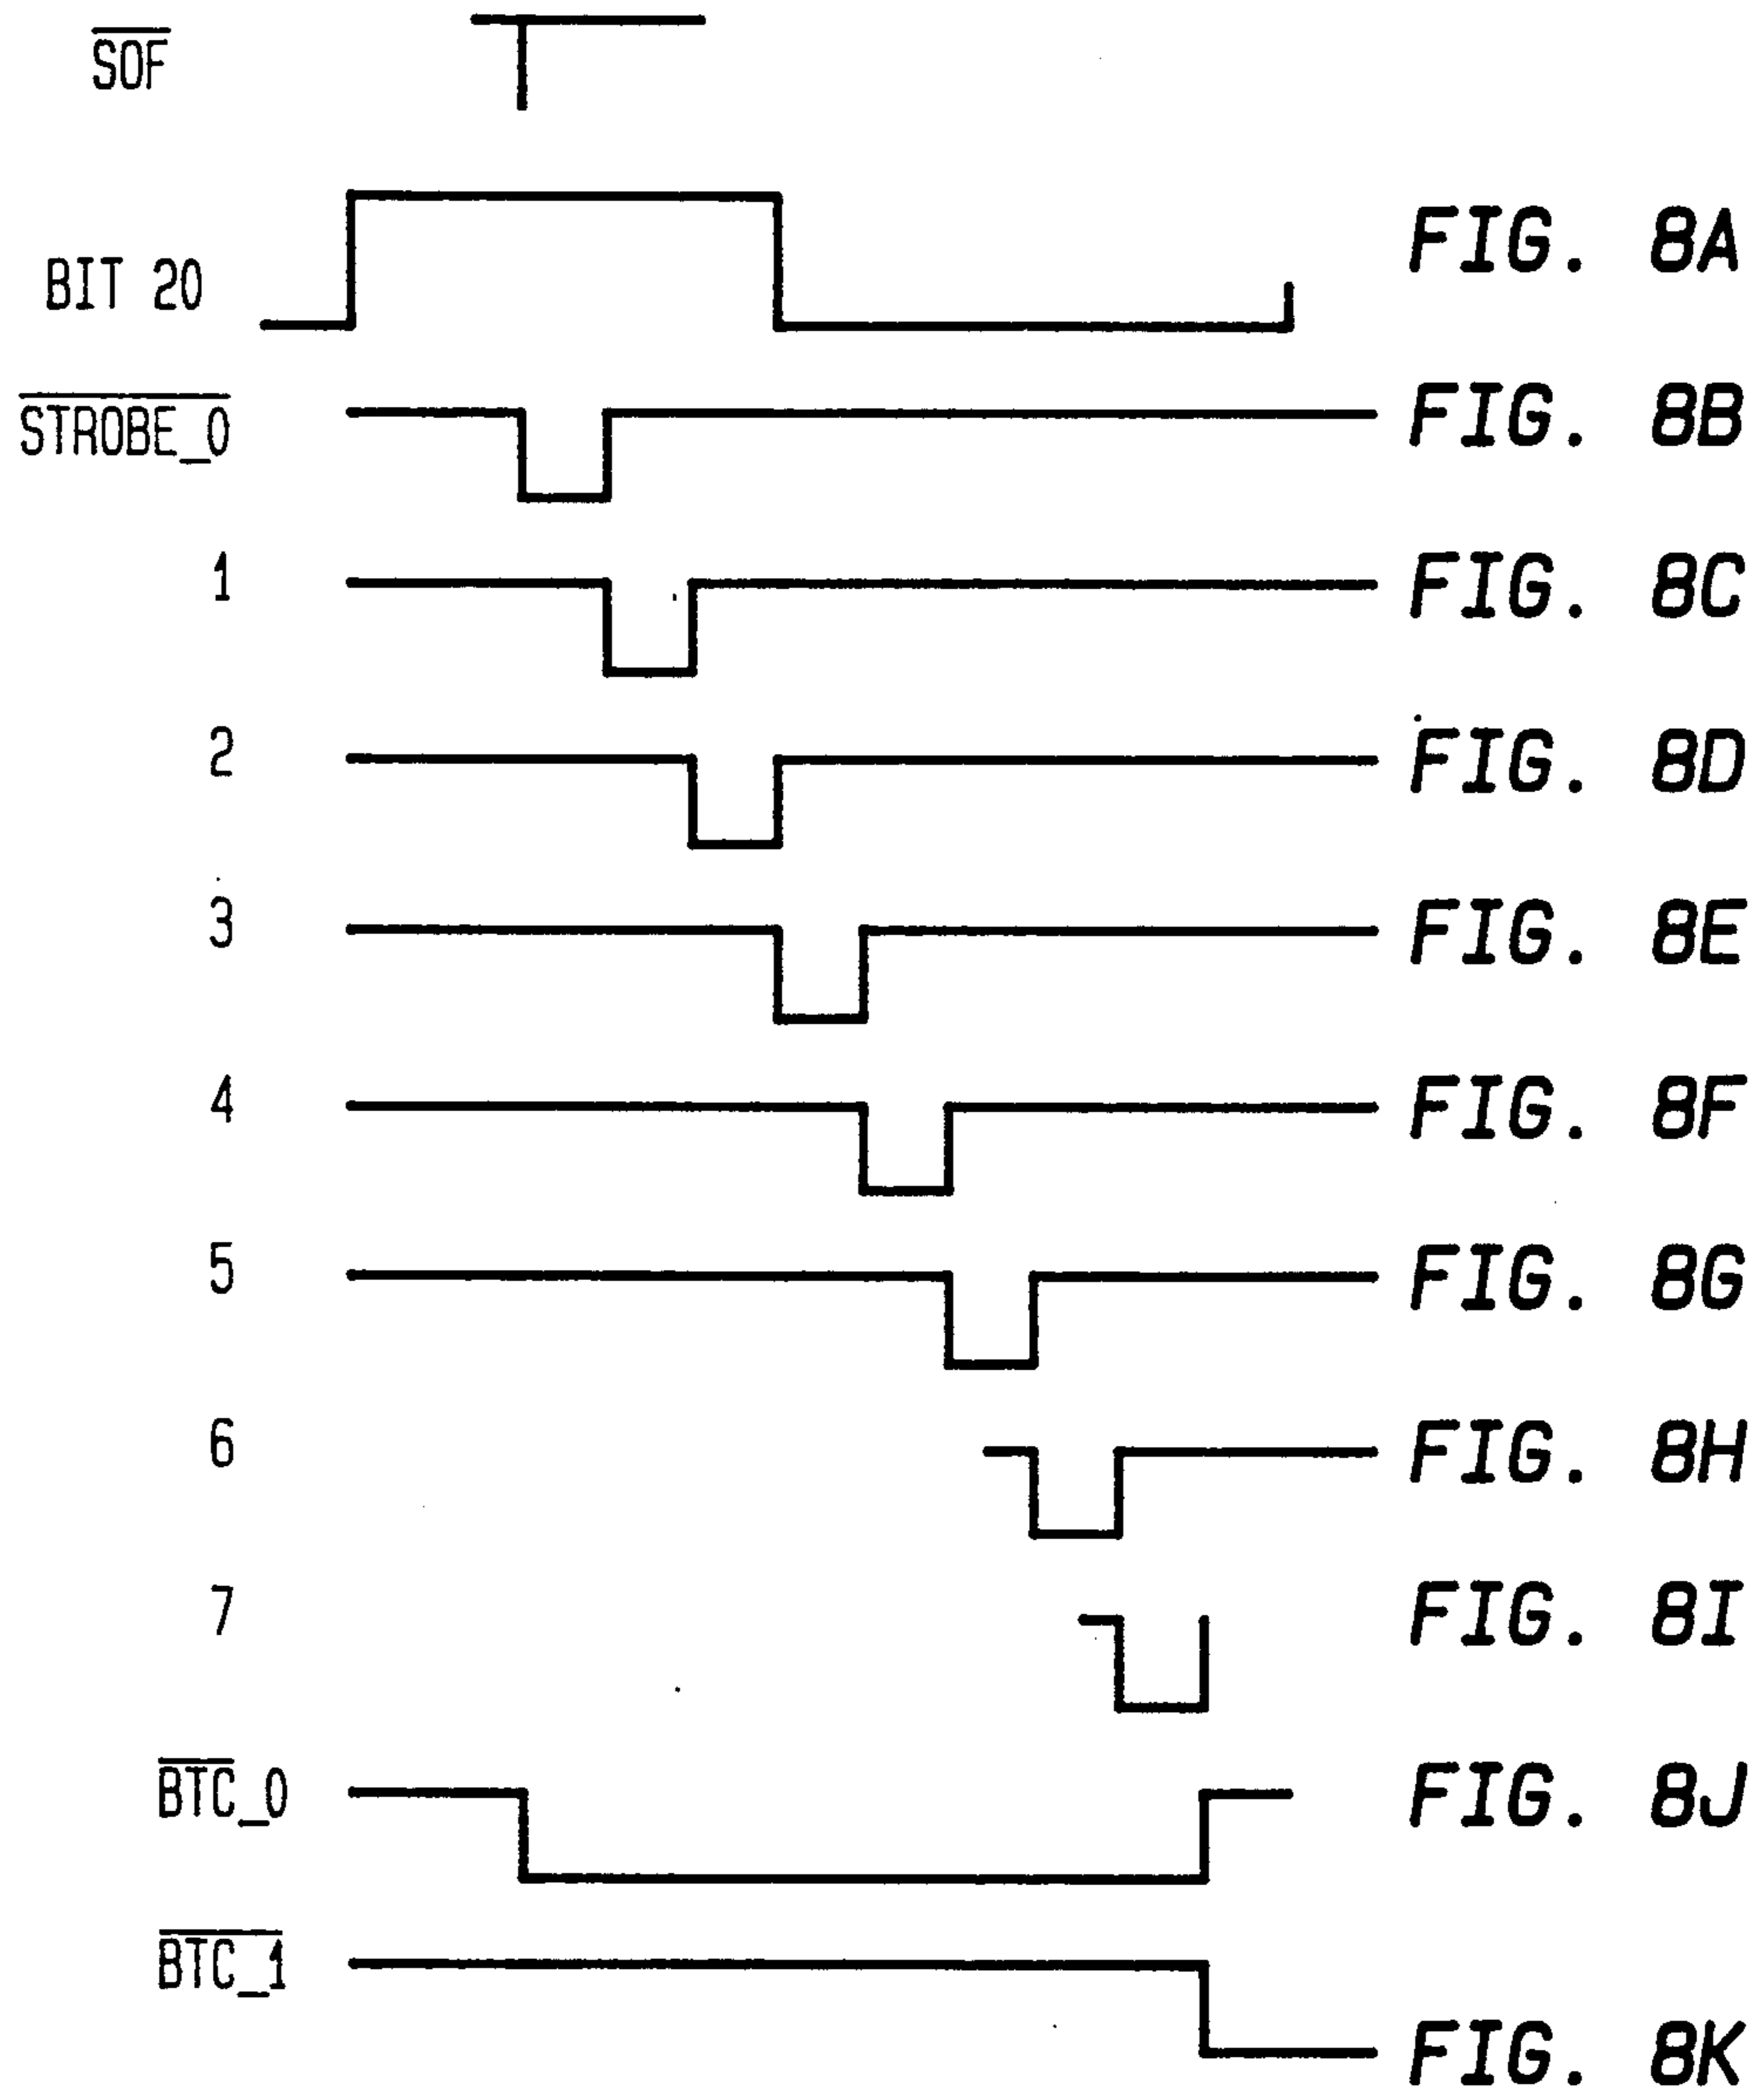 SOF
BIT 20 FIG. 8A
STROBE_0 FIG. 8B
1 FIG. 8C
2 FIG. 8D
3 FIG. 8E
4 FIG. 8F
5 FIG. 8G
6 FIG. 8H
7 FIG. 8I
BTC_0 FIG. 8J
BTC_1
FIG. 8K